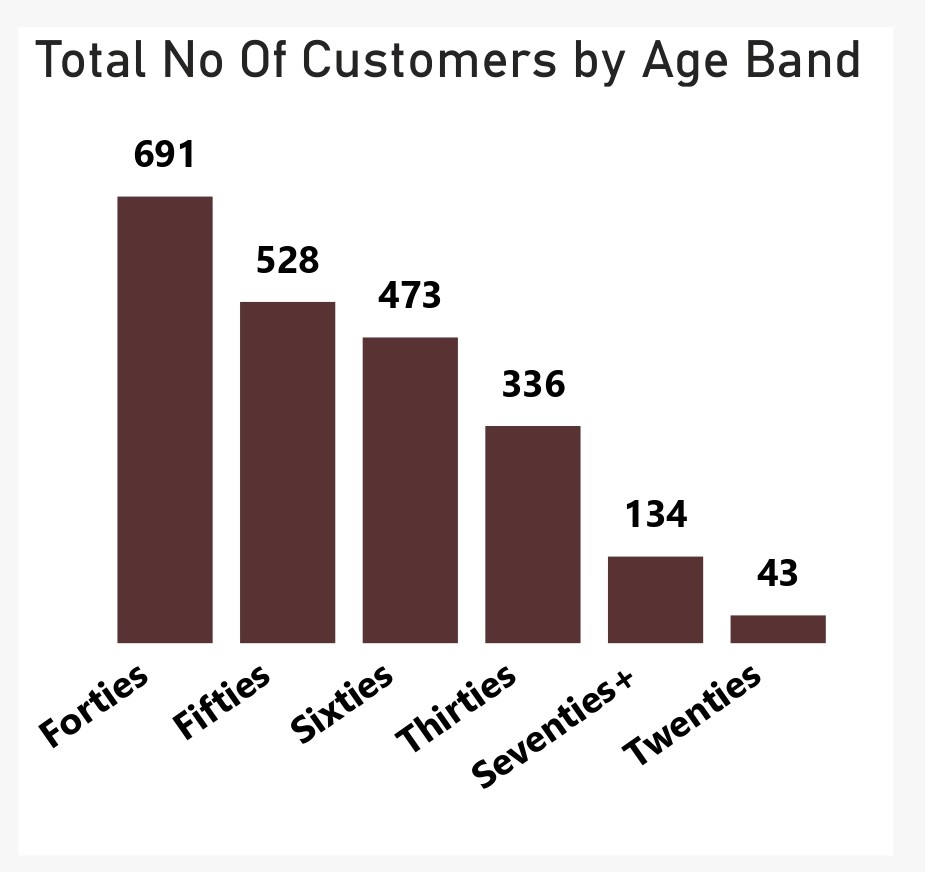 Total No Of Customers by Age Band
691
528
473
336
134
43
Forties
Fifties
Sixties
Thirties
Seventies+
Twenties